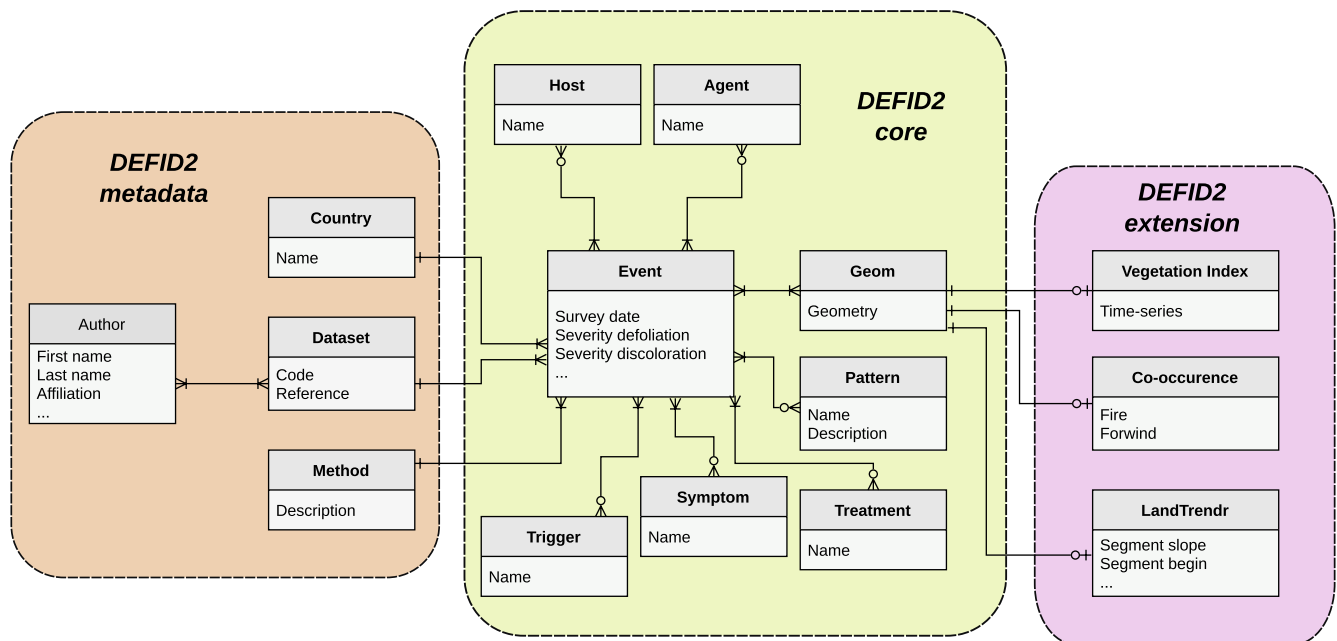 DEFID2
metadata
Country
Name
Author
First name
Last name
Affiliation
...
Dataset
Code
Reference
Method
Description
DEFID2
core
Host
Name
Agent
Name
Event
Survey date
Severity defoliation
Severity discoloration
...
Geom
Geometry
Pattern
Name
Description
Symptom
Name
Treatment
Name
Trigger
Name
DEFID2
extension
Vegetation Index
Time-series
Co-occurence
Fire
Forwind
LandTrendr
Segment slope
Segment begin
...